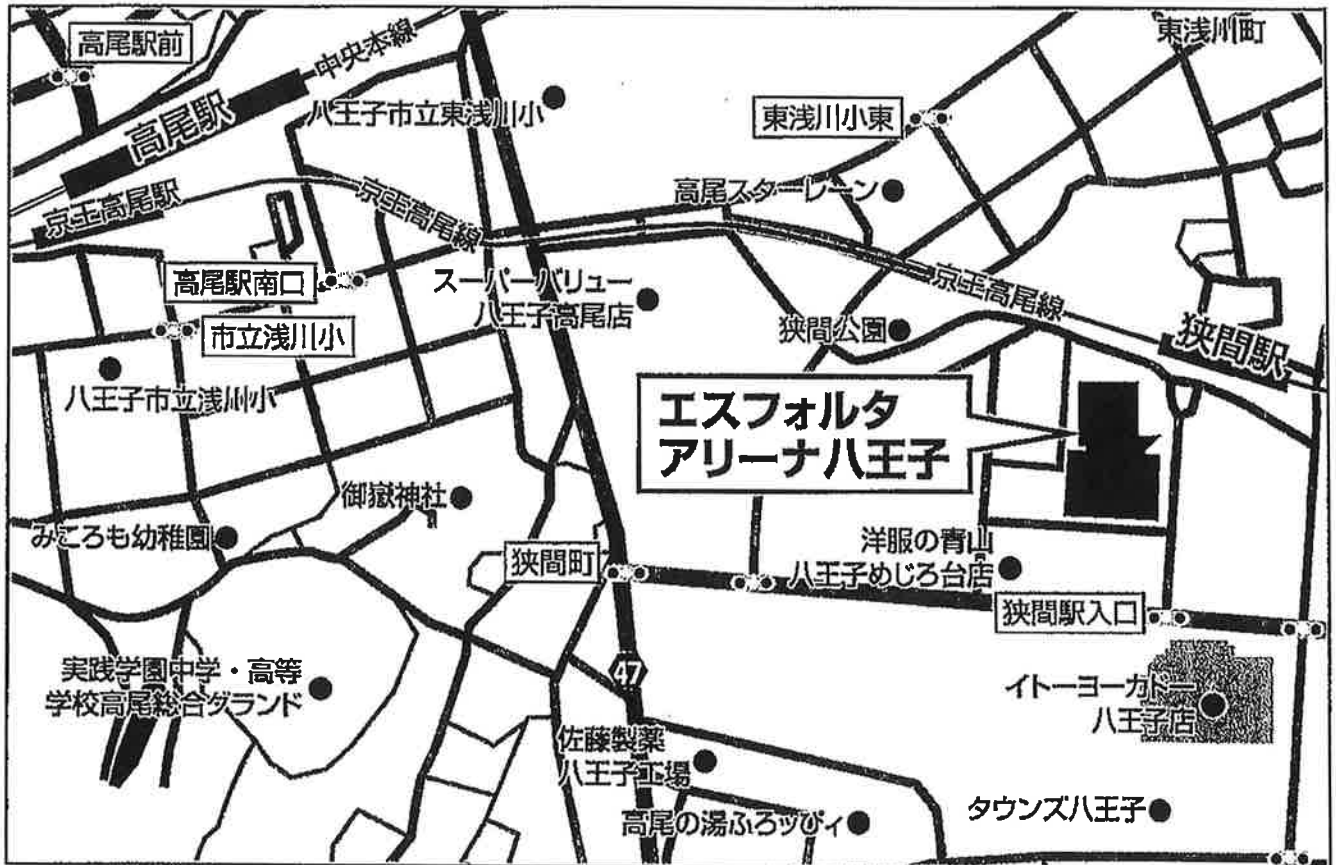 高尾駅前
中央本線
東浅川町
高尾駅
八王子市立東浅川小
東浅川小東
京王高尾駅
京王高尾線
高尾スターレーン
高尾駅南口
スーパーバリュー
八王子高尾店
京王高尾線
市立浅川小
狭間公園
狭間駅
八王子市立浅川小
エスフォルタ
アリーナ八王子
御嶽神社
みころも幼稚園
狭間町
洋服の青山
八王子めじろ台店
狭間駅入口
実践学園中学・高等
学校高尾総合グランド
47
イトーヨーカドー
八王子店
佐藤製薬
八王子工場
高尾の湯ふろッぴィ
タウンズ八王子